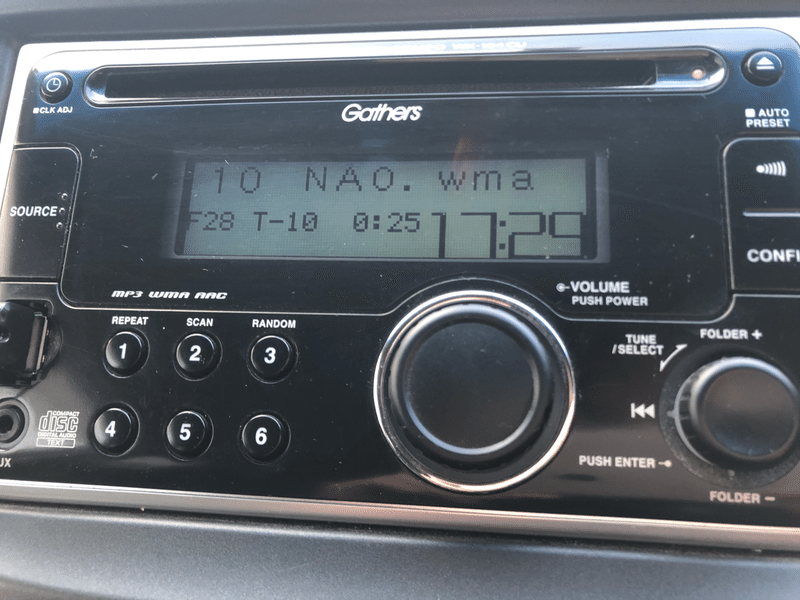 CLK ADJ
Gathers
AUTO
PRESET
SOURCE
10 NAO. wma
F28 T-10 0:25 17:29
CONFI
MP3 WMA AAC
VOLUME
PUSH POWER
REPEAT SCAN RANDOM
1 2 3
TUNE
/SELECT
FOLDER +
4 5 6
COMPACT
disc
DIGITAL AUDIO
TEXT
UX
PUSH ENTER
FOLDER -